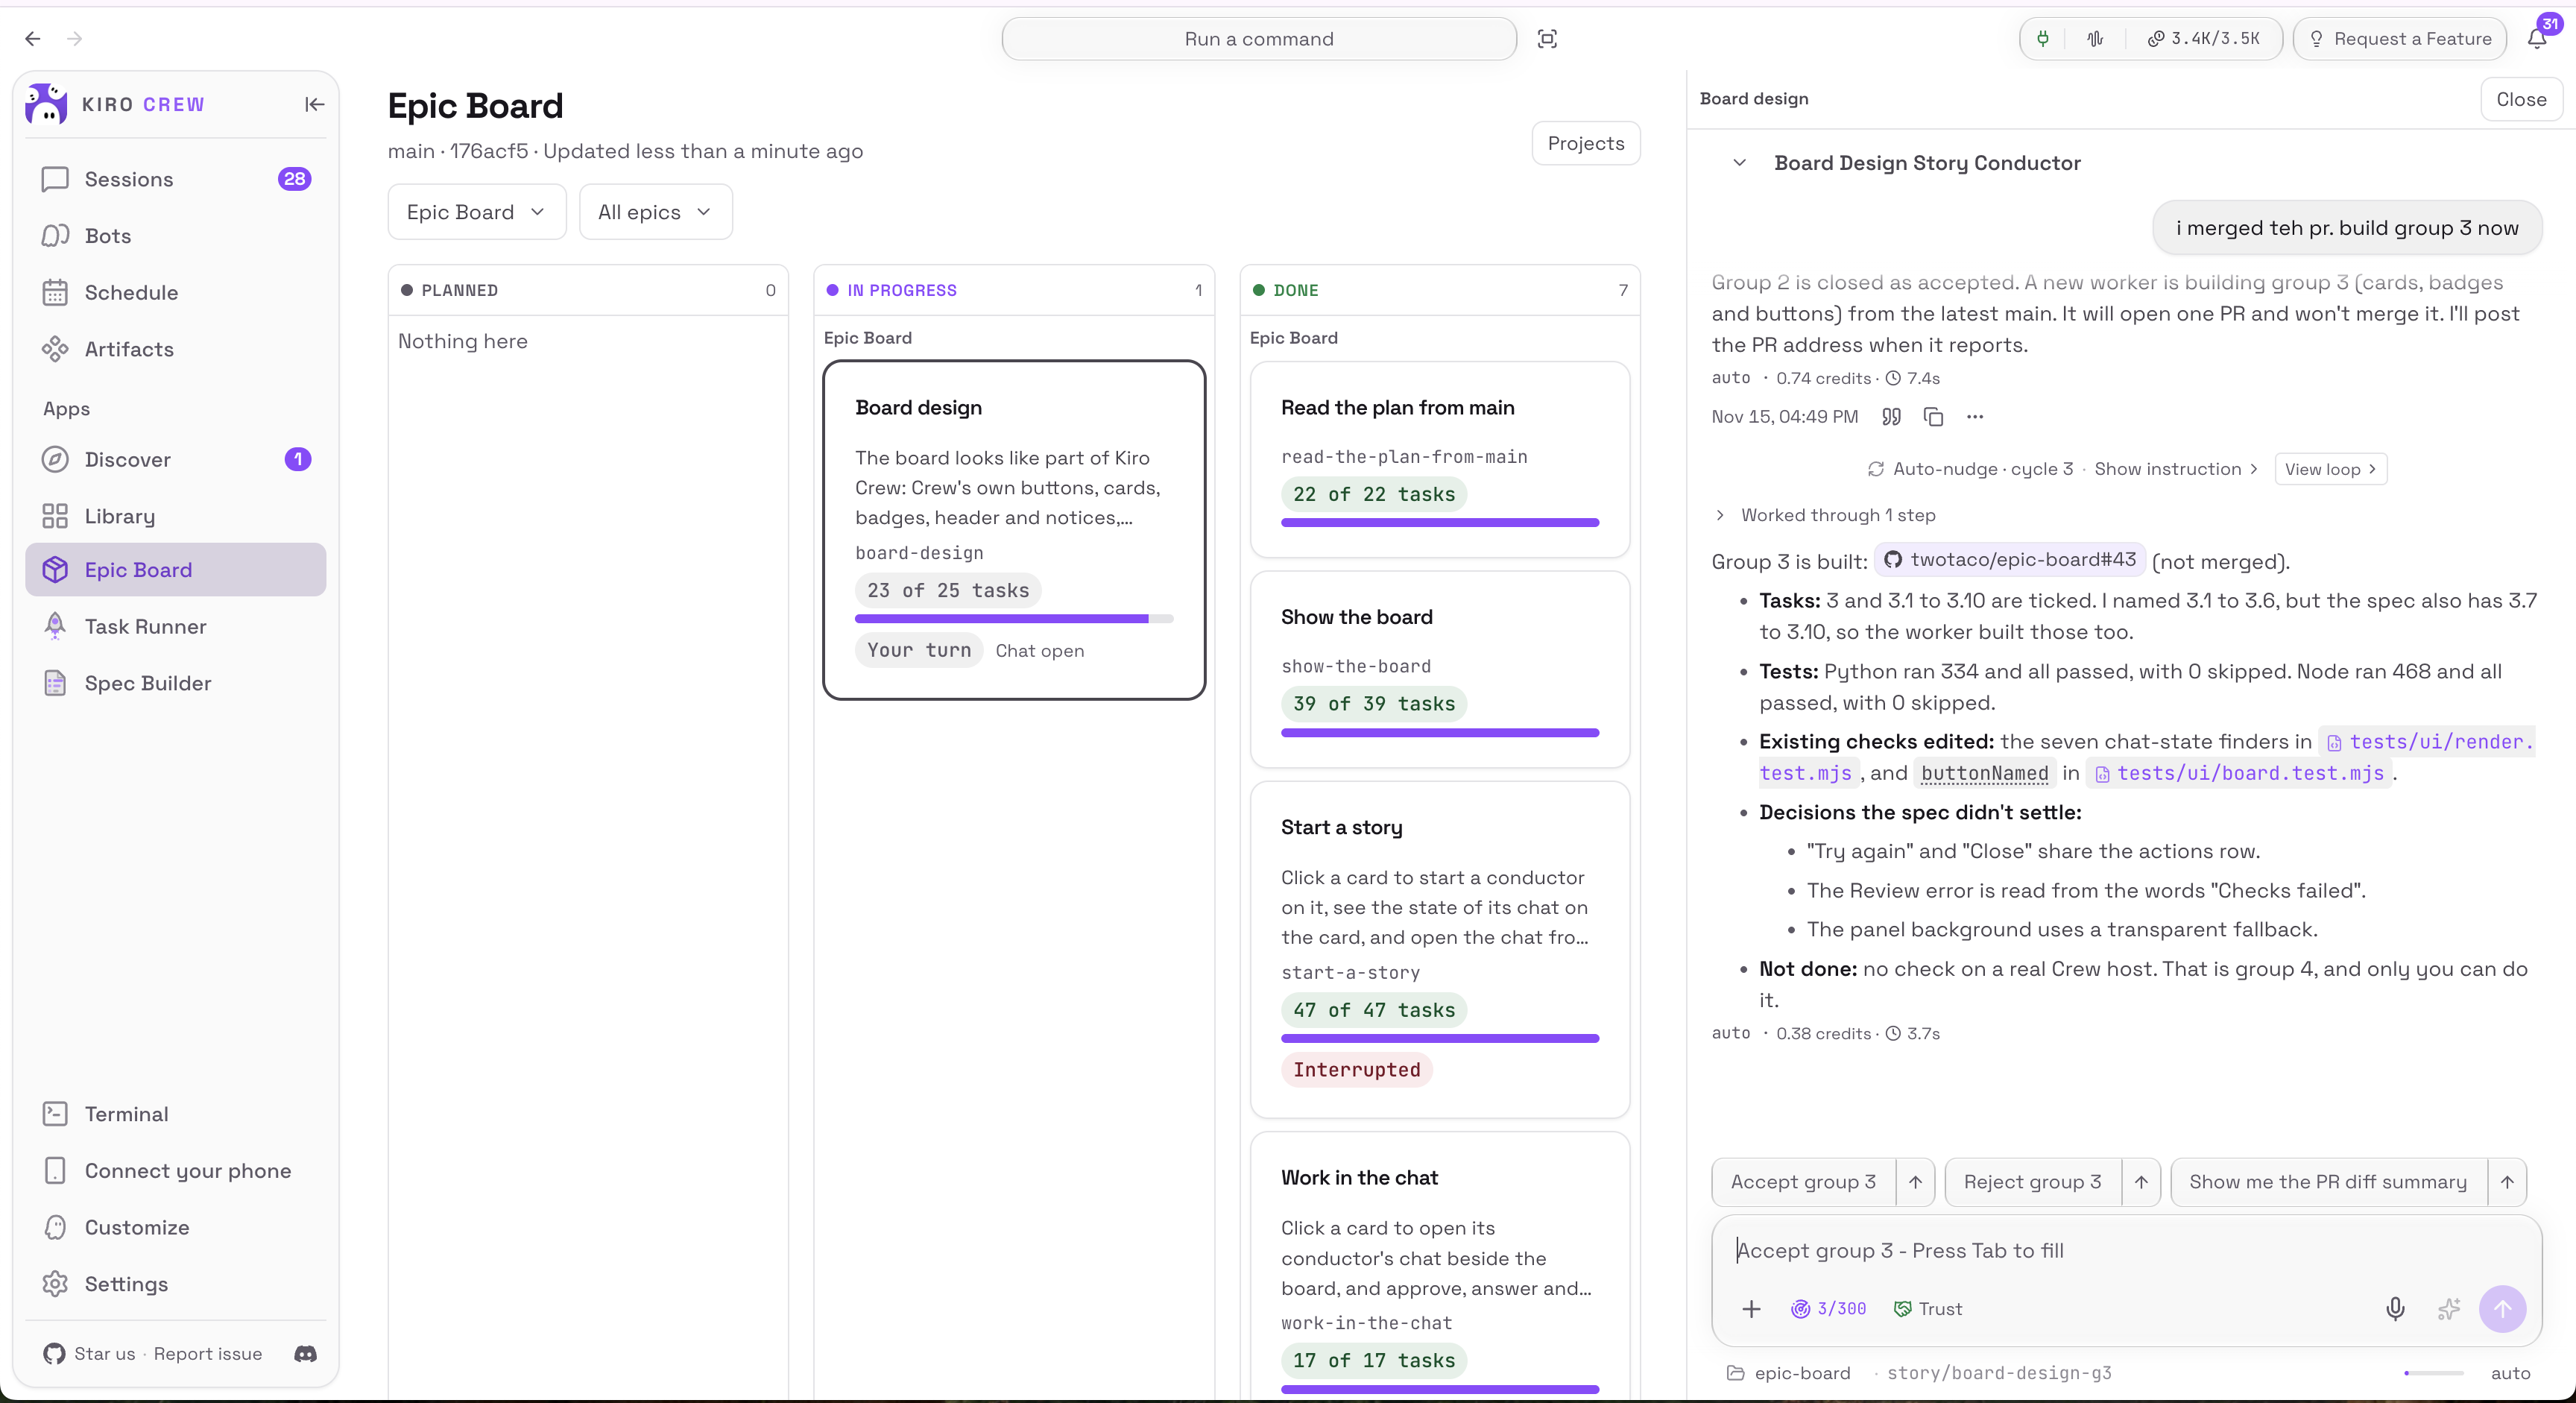 Run a command
3.4K/3.5K
Request a Feature
31
KIRO CREW
Sessions
28
Bots
Schedule
Artifacts
Apps
Discover
1
Library
Epic Board
Task Runner
Spec Builder
Terminal
Connect your phone
Customize
Settings
Star us · Report issue
Epic Board
main · 176acf5 · Updated less than a minute ago
Projects
Epic Board
All epics
PLANNED
0
Nothing here
IN PROGRESS
1
Epic Board
Board design
The board looks like part of Kiro
Crew: Crew's own buttons, cards,
badges, header and notices,...
board-design
23 of 25 tasks
Your turn
Chat open
DONE
7
Epic Board
Read the plan from main
read-the-plan-from-main
22 of 22 tasks
Show the board
show-the-board
39 of 39 tasks
Start a story
Click a card to start a conductor
on it, see the state of its chat on
the card, and open the chat fro...
start-a-story
47 of 47 tasks
Interrupted
Work in the chat
Click a card to open its
conductor's chat beside the
board, and approve, answer and...
work-in-the-chat
17 of 17 tasks
Board design
Close
Board Design Story Conductor
i merged teh pr. build group 3 now
Group 2 is closed as accepted. A new worker is building group 3 (cards, badges
and buttons) from the latest main. It will open one PR and won't merge it. I'll post
the PR address when it reports.
auto · 0.74 credits · 7.4s
Nov 15, 04:49 PM
Auto-nudge · cycle 3 · Show instruction
View loop
Worked through 1 step
Group 3 is built: twotaco/epic-board#43 (not merged).
• Tasks: 3 and 3.1 to 3.10 are ticked. I named 3.1 to 3.6, but the spec also has 3.7
to 3.10, so the worker built those too.
• Tests: Python ran 334 and all passed, with 0 skipped. Node ran 468 and all
passed, with 0 skipped.
• Existing checks edited: the seven chat-state finders in tests/ui/render.
test.mjs, and buttonNamed in tests/ui/board.test.mjs.
• Decisions the spec didn't settle:
• "Try again" and "Close" share the actions row.
• The Review error is read from the words "Checks failed".
• The panel background uses a transparent fallback.
• Not done: no check on a real Crew host. That is group 4, and only you can do
it.
auto · 0.38 credits · 3.7s
Accept group 3
Reject group 3
Show me the PR diff summary
Accept group 3 - Press Tab to fill
3/300
Trust
epic-board · story/board-design-g3
auto